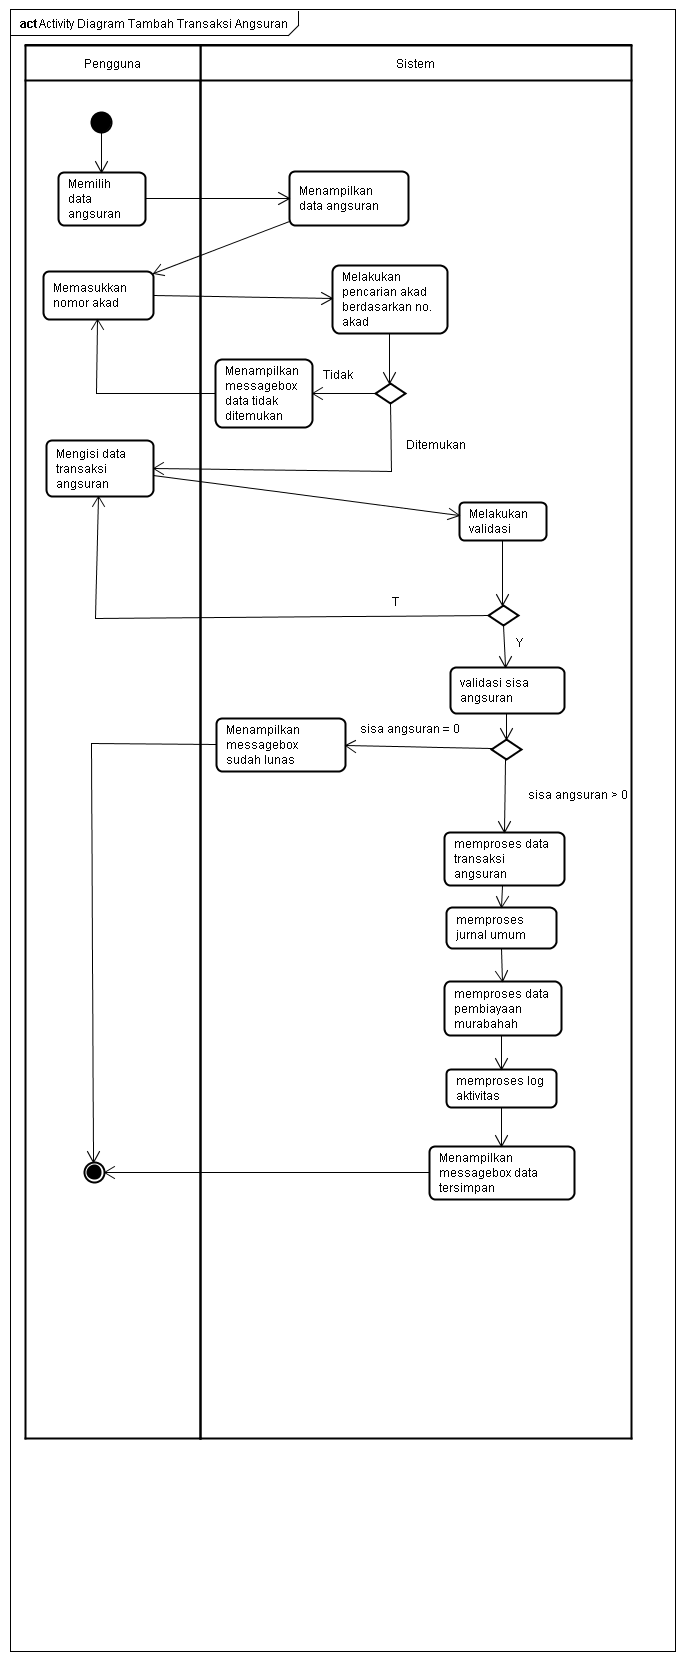 act Activity Diagram Tambah Transaksi Angsuran
Pengguna
Sistem
Memilih
data
angsuran
Menampilkan
data angsuran
Memasukkan
nomor akad
Melakukan
pencarian akad
berdasarkan no.
akad
Menampilkan
messagebox
data tidak
ditemukan
Tidak
Ditemukan
Mengisi data
transaksi
angsuran
Melakukan
validasi
T
Y
validasi sisa
angsuran
Menampilkan
messagebox
sudah lunas
sisa angsuran = 0
sisa angsuran > 0
memproses data
transaksi
angsuran
memproses
jurnal umum
memproses data
pembiayaan
murabahah
memproses log
aktivitas
Menampilkan
messagebox data
tersimpan